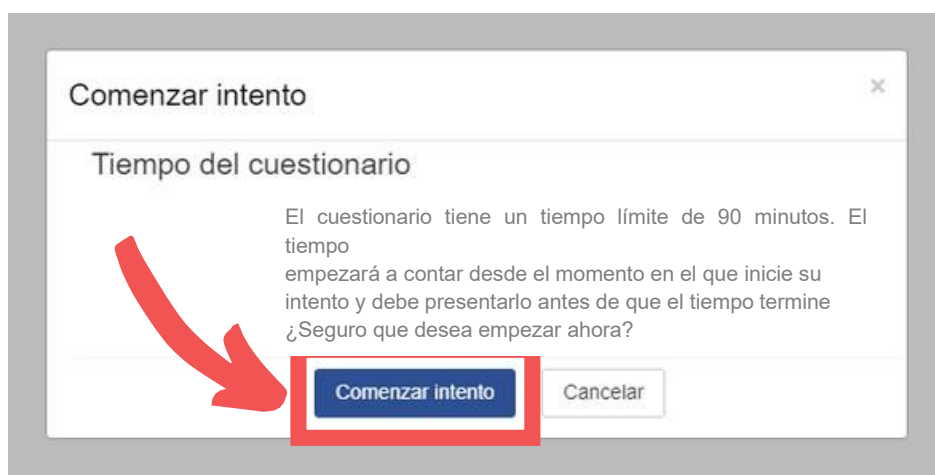 Comenzar intento ×
Tiempo del cuestionario
El cuestionario tiene un tiempo límite de 90 minutos. El
tiempo
empezará a contar desde el momento en el que inicie su
intento y debe presentarlo antes de que el tiempo termine
¿Seguro que desea empezar ahora?
Comenzar intento Cancelar